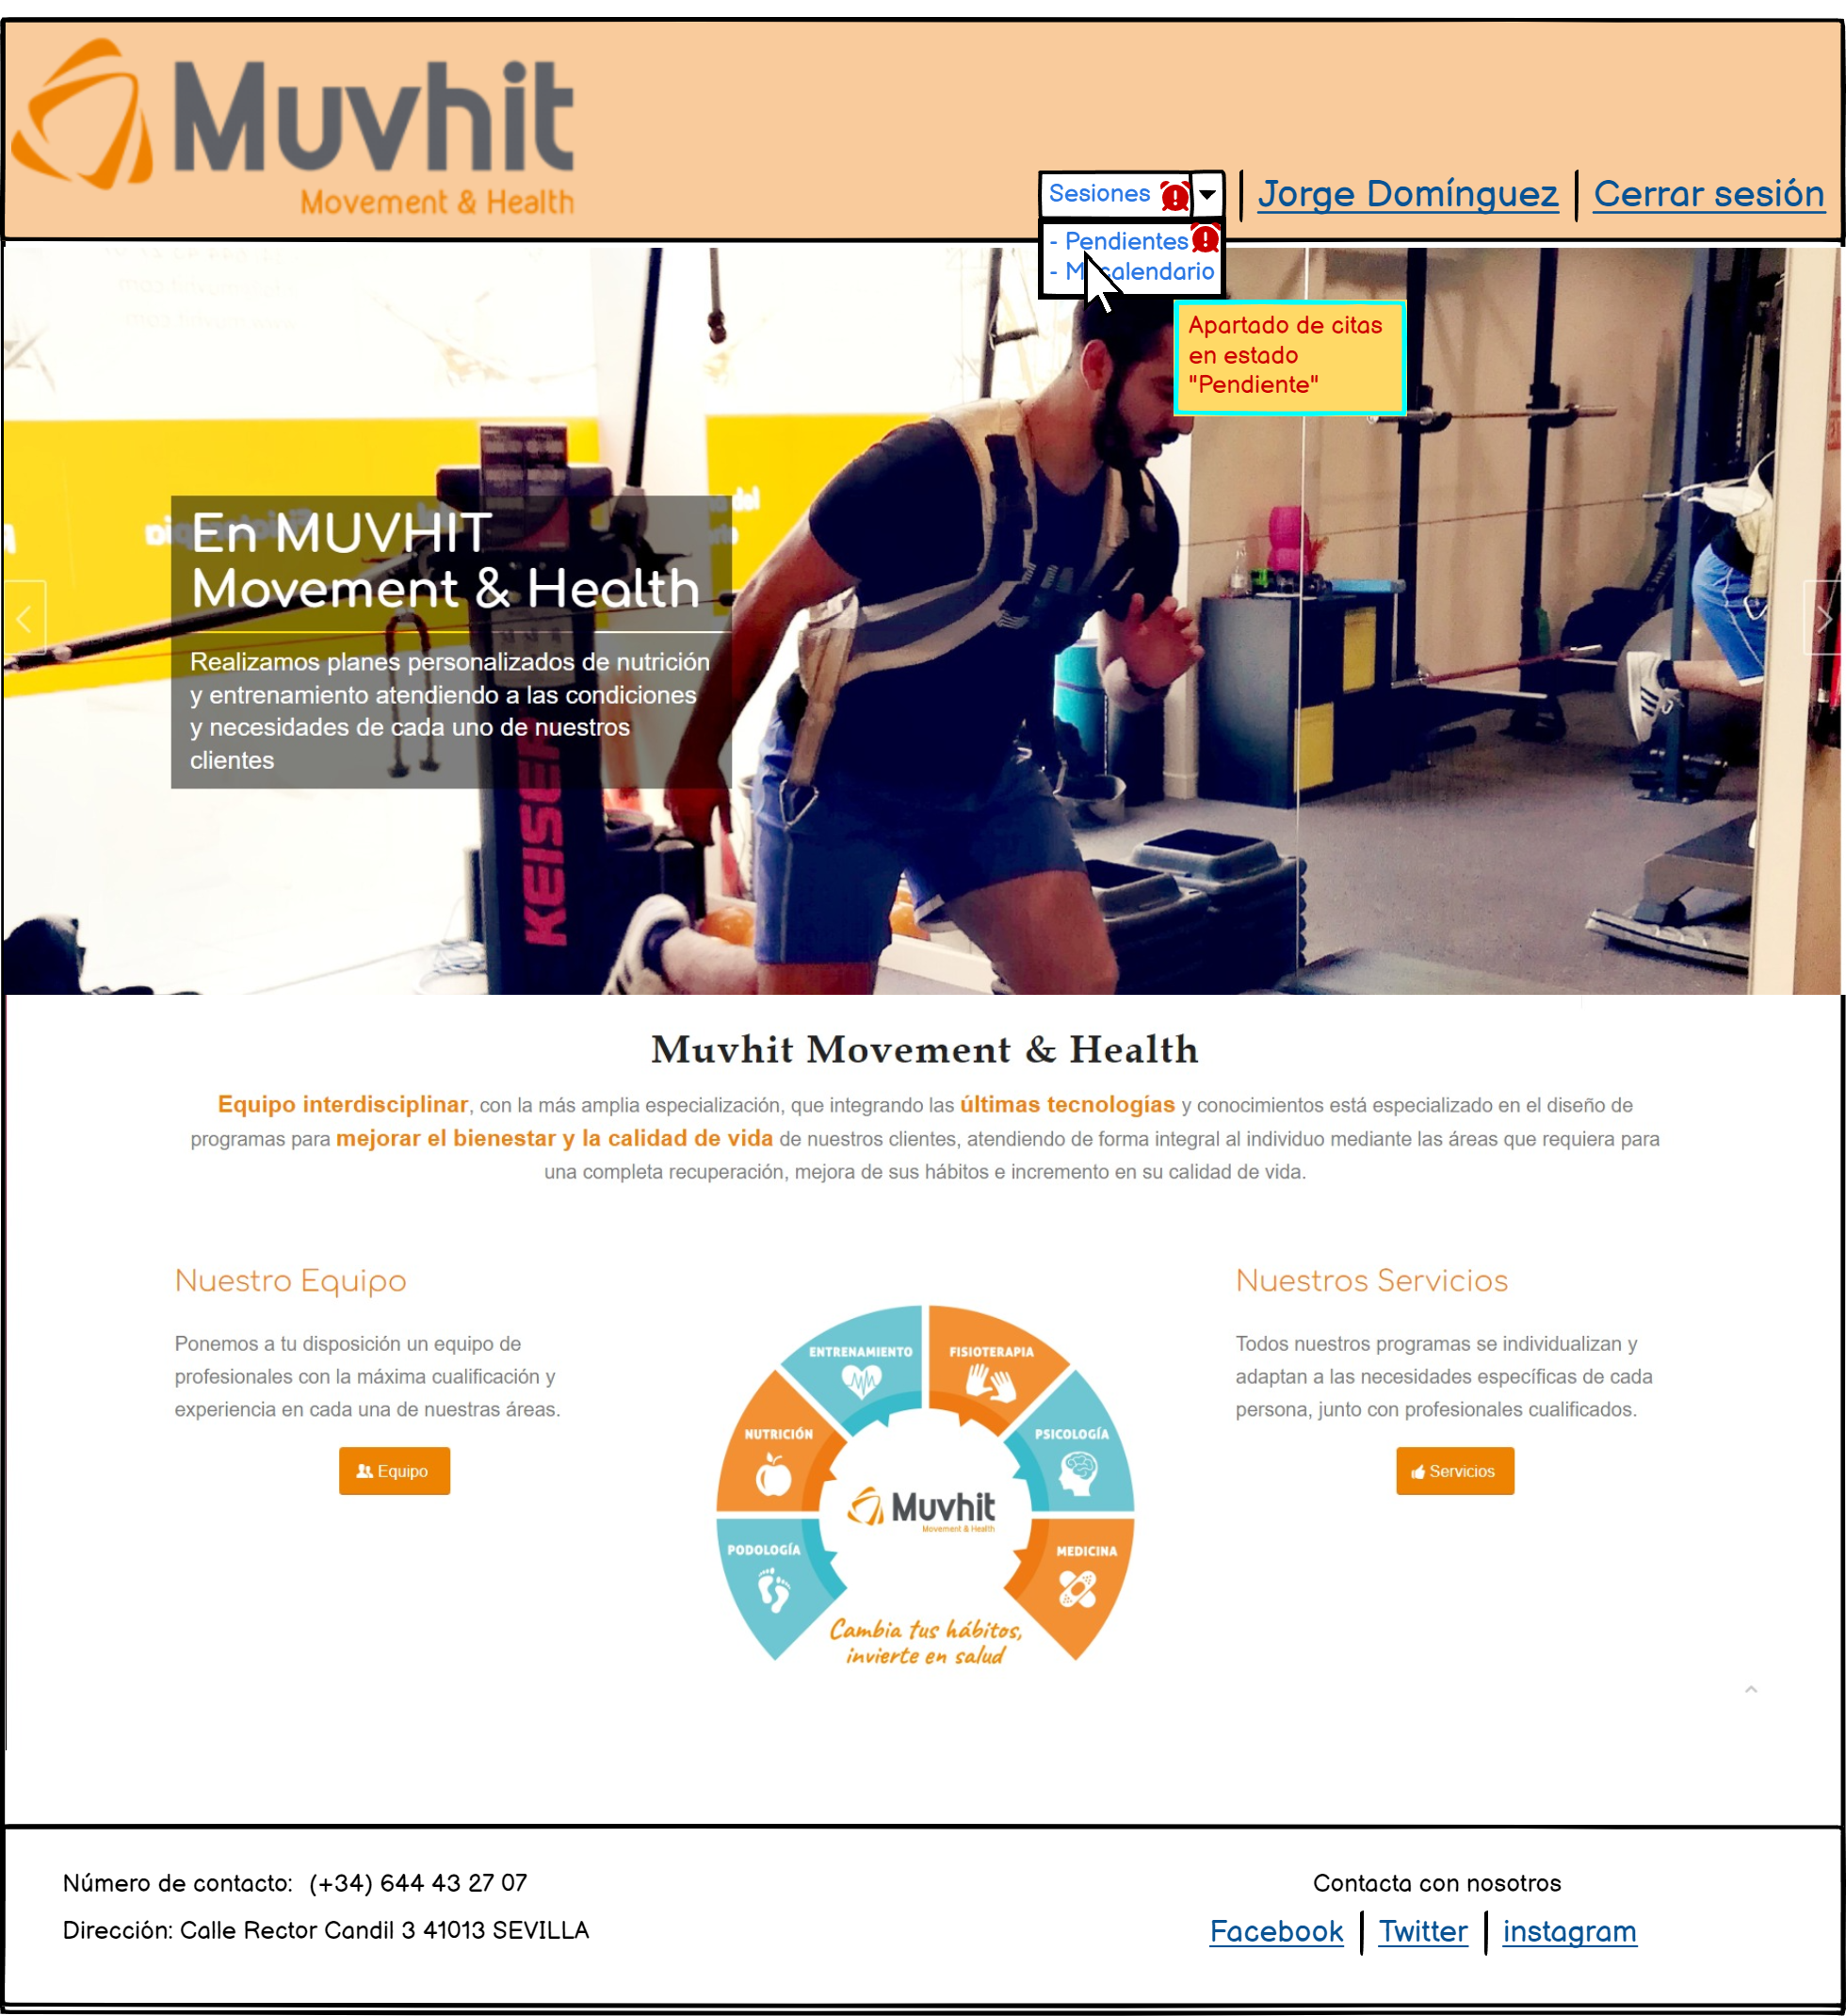 Muvhit
Movement & Health
Sesiones
Jorge Domínguez
Cerrar sesión
- Pendientes
- Mi calendario
Apartado de citas
en estado
"Pendiente"
En MUVHIT
Movement & Health
Realizamos planes personalizados de nutrición
y entrenamiento atendiendo a las condiciones
y necesidades de cada uno de nuestros
clientes
KEISER
Muvhit Movement & Health
Equipo interdisciplinar, con la más amplia especialización, que integrando las últimas tecnologías y conocimientos está especializado en el diseño de
programas para mejorar el bienestar y la calidad de vida de nuestros clientes, atendiendo de forma integral al individuo mediante las áreas que requiera para
una completa recuperación, mejora de sus hábitos e incremento en su calidad de vida.
Nuestro Equipo
Ponemos a tu disposición un equipo de
profesionales con la máxima cualificación y
experiencia en cada una de nuestras áreas.
Equipo
ENTRENAMIENTO
FISIOTERAPIA
NUTRICIÓN
PSICOLOGÍA
PODOLOGÍA
MEDICINA
Muvhit
Movement & Health
Cambia tus hábitos,
invierte en salud
Nuestros Servicios
Todos nuestros programas se individualizan y
adaptan a las necesidades específicas de cada
persona, junto con profesionales cualificados.
Servicios
Número de contacto: (+34) 644 43 27 07
Dirección: Calle Rector Candil 3 41013 SEVILLA
Contacta con nosotros
Facebook
Twitter
instagram